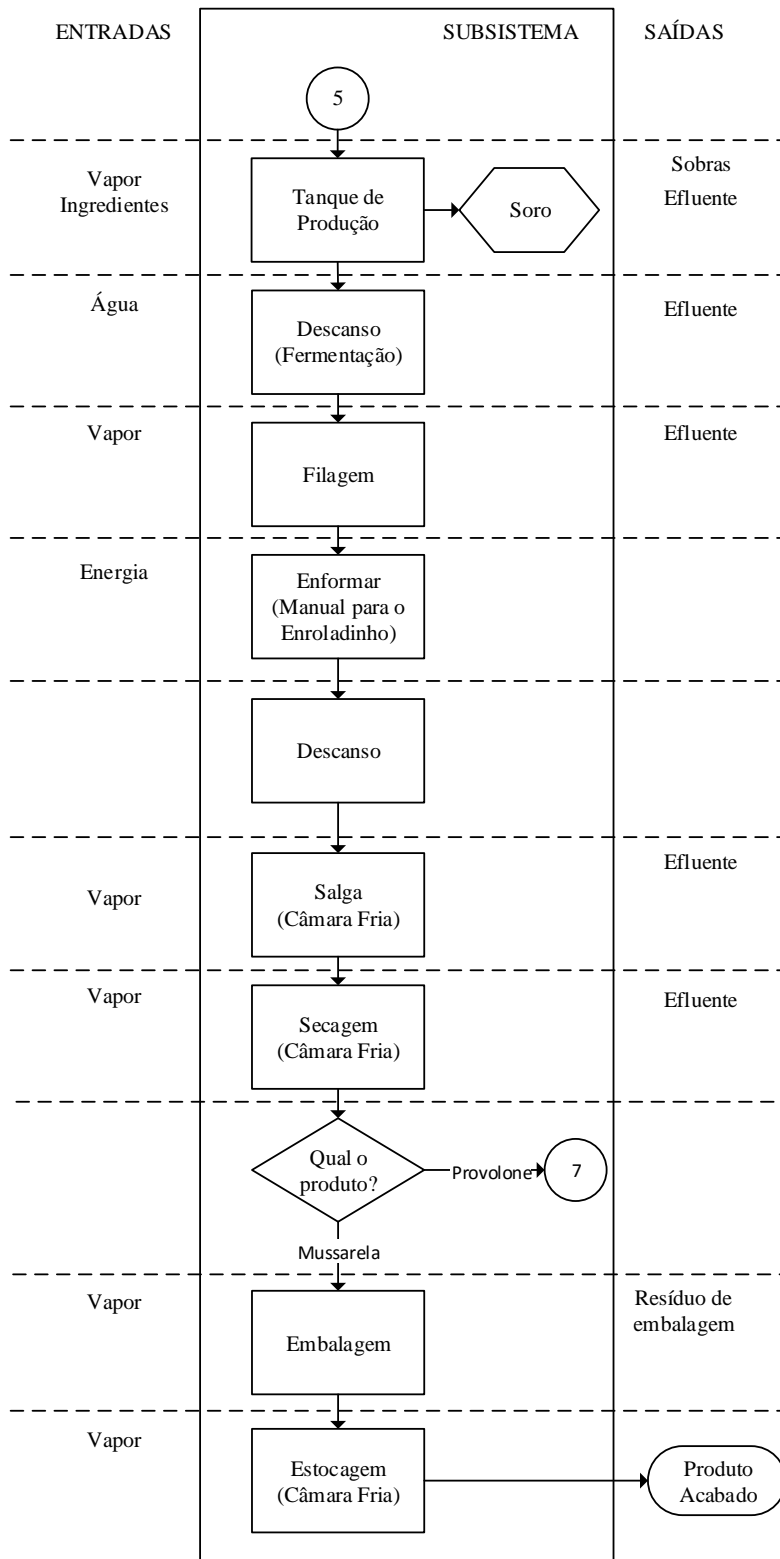 ENTRADAS
SUBSISTEMA
SAÍDAS
5
Vapor
Ingredientes
Tanque de
Produção
Soro
Sobras
Efluente
Água
Descanso
(Fermentação)
Efluente
Vapor
Filagem
Efluente
Energia
Enformar
(Manual para o
Enroladinho)
Descanso
Vapor
Salga
(Câmara Fria)
Efluente
Vapor
Secagem
(Câmara Fria)
Efluente
Qual o
produto?
Provolone
7
Mussarela
Vapor
Embalagem
Resíduo de
embalagem
Vapor
Estocagem
(Câmara Fria)
Produto
Acabado